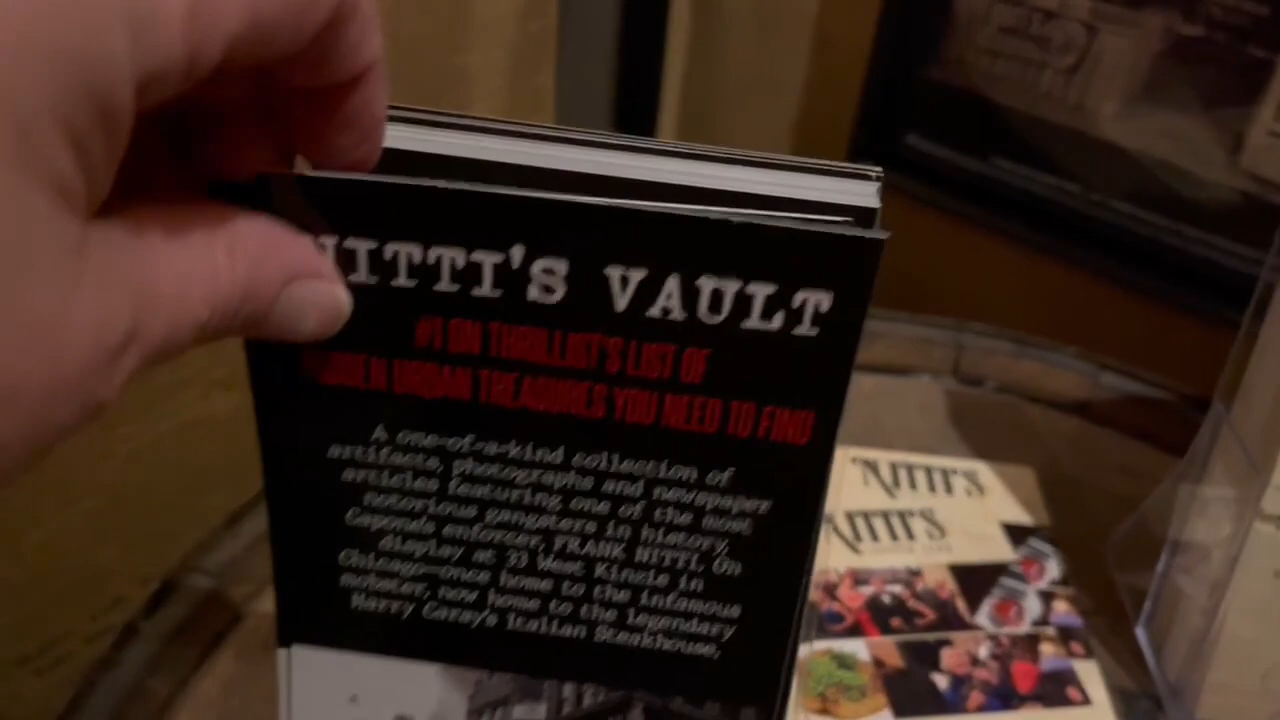 NITTI'S VAULT
#1 ON THRILLIST'S LIST OF
HIDDEN URBAN TREASURES YOU NEED TO FIND
A one-of-a-kind collection of
artifacts, photographs and newspaper
articles featuring one of the most
notorious gangsters in history,
Capone's enforcer, FRANK NITTI. On
display at 33 West Kinzie in
Chicago—once home to the infamous
mobster, now home to the legendary
Harry Caray's Italian Steakhouse.
NITTI'S
NITTI'S